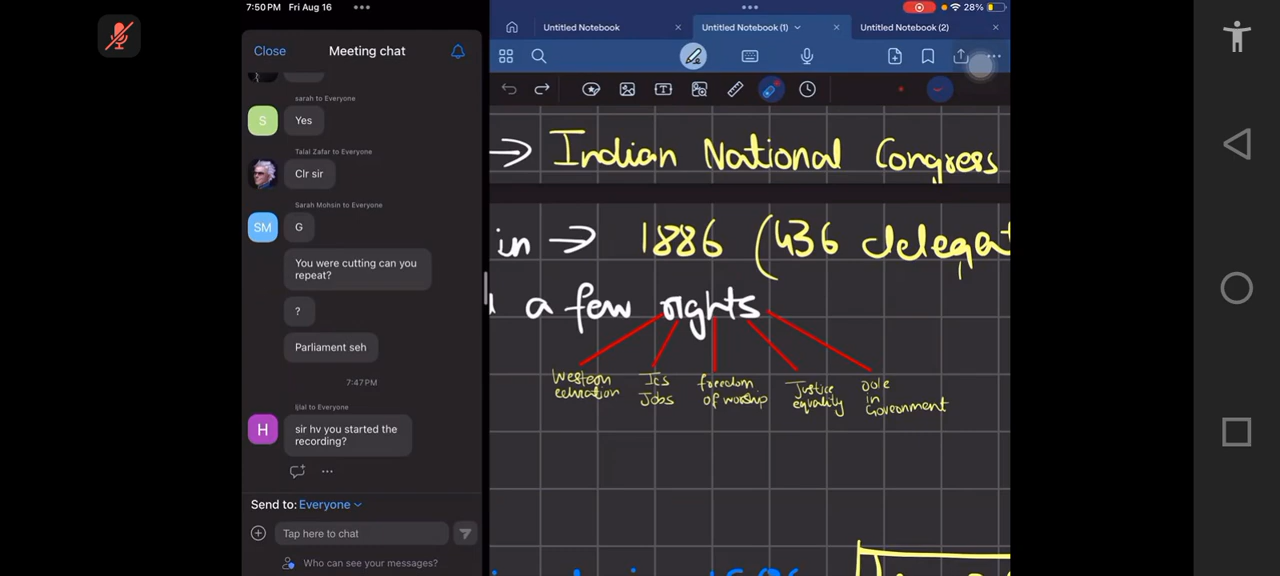 7:50 PM Fri Aug 16
28%
Close
Meeting chat
sarah to Everyone
S
Yes
Talal Zafar to Everyone
Clr sir
Sarah Mohsin to Everyone
SM
G
You were cutting can you
repeat?
?
Parliament seh
7:47 PM
Ijlal to Everyone
H
sir hv you started the
recording?
Send to: Everyone
Tap here to chat
Who can see your messages?
Untitled Notebook
Untitled Notebook (1)
Untitled Notebook (2)
→ Indian National Congress
in → 1886 (436 delegat
a few rights
Western
education
ICS
Jobs
freedom
of worship
Justice
equality
role
in
Government